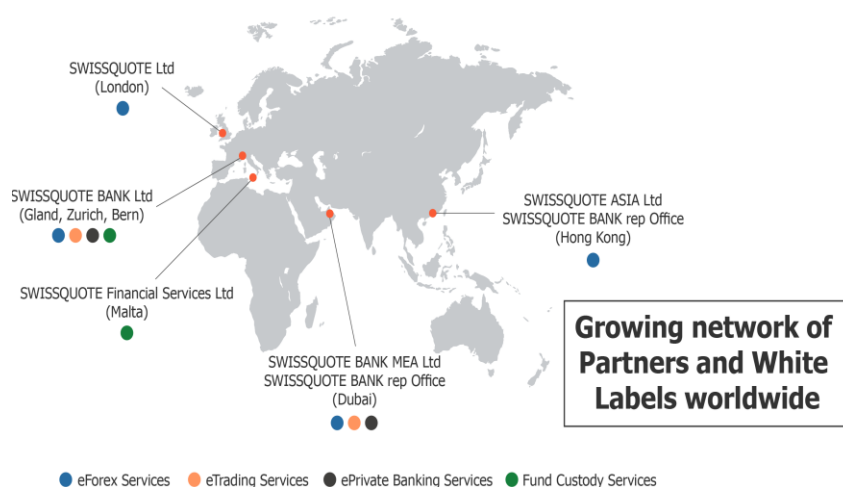 SWISSQUOTE Ltd
(London)
SWISSQUOTE BANK Ltd
(Gland, Zurich, Bern)
SWISSQUOTE Financial Services Ltd
(Malta)
SWISSQUOTE BANK MEA Ltd
SWISSQUOTE BANK rep Office
(Dubai)
SWISSQUOTE ASIA Ltd
SWISSQUOTE BANK rep Office
(Hong Kong)
Growing network of
Partners and White
Labels worldwide
eForex Services
eTrading Services
ePrivate Banking Services
Fund Custody Services